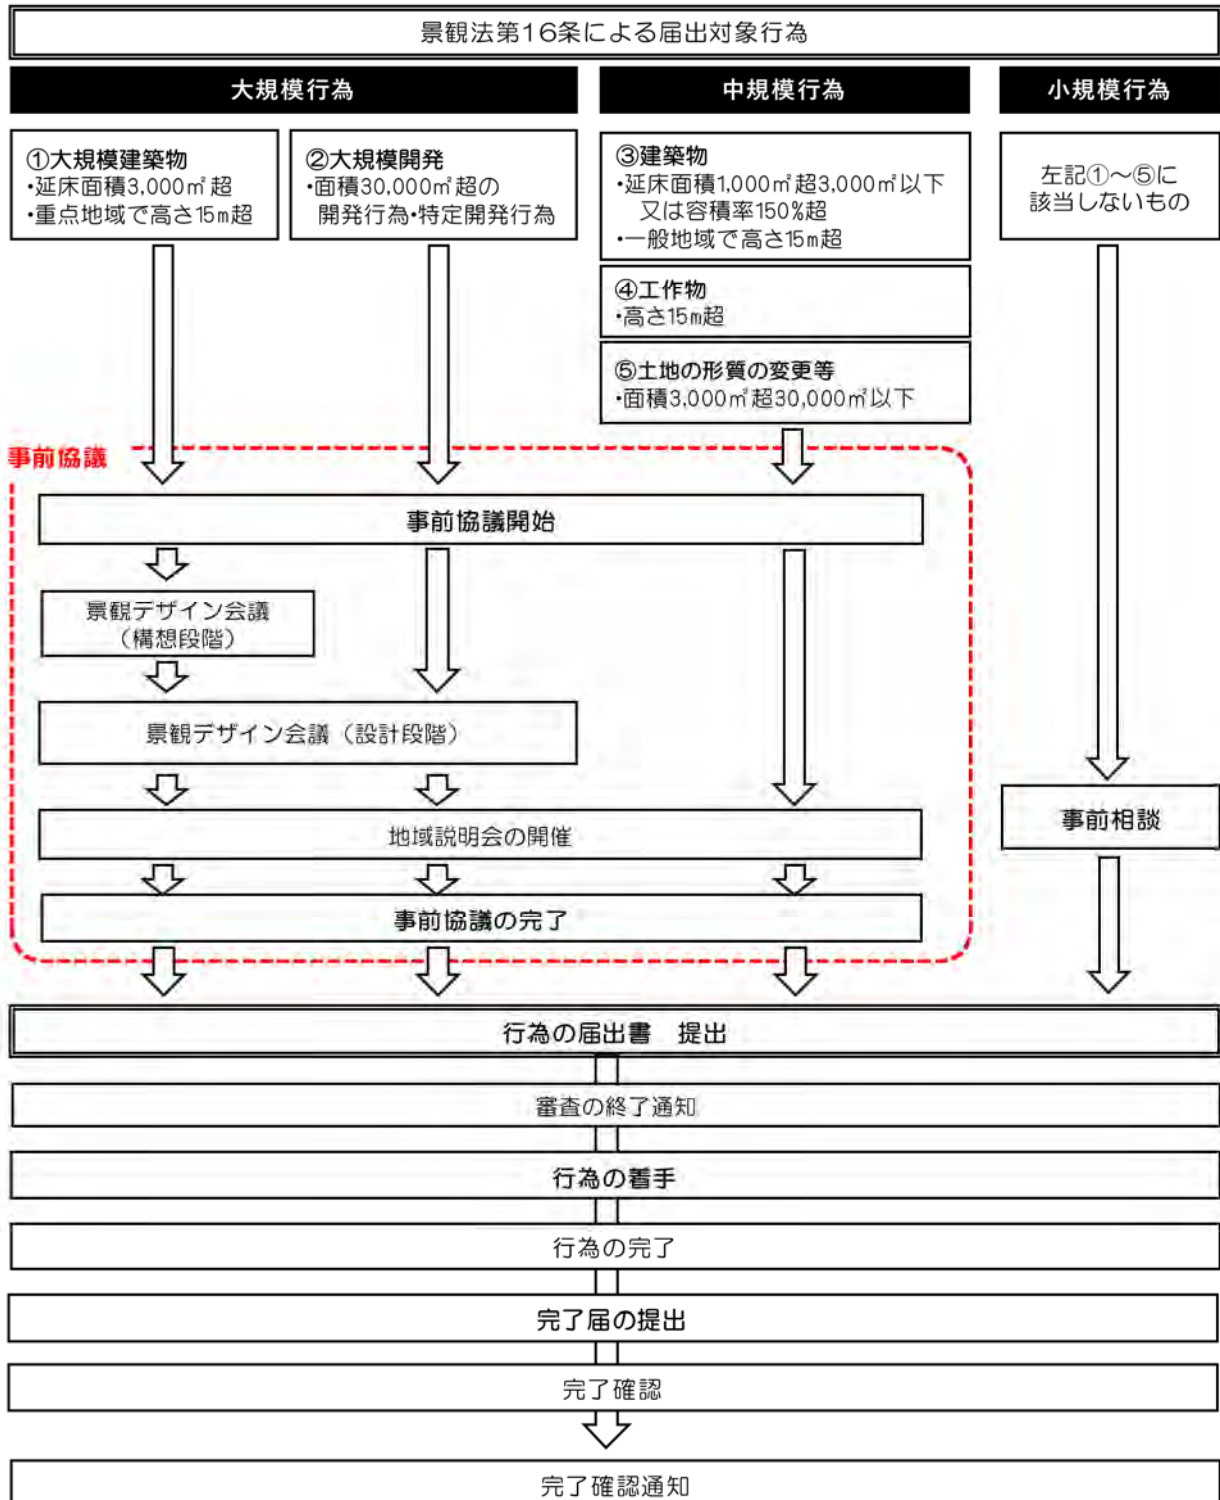 景観法第16条による届出対象行為
大規模行為
中規模行為
小規模行為
①大規模建築物
・延床面積3,000㎡超
・重点地域で高さ15m超
②大規模開発
・面積30,000㎡超の
開発行為・特定開発行為
③建築物
・延床面積1,000㎡超3,000㎡以下
又は容積率150%超
・一般地域で高さ15m超
④工作物
・高さ15m超
⑤土地の形質の変更等
・面積3,000㎡超30,000㎡以下
左記①～⑤に
該当しないもの
事前協議
事前協議開始
景観デザイン会議
（構想段階）
景観デザイン会議（設計段階）
地域説明会の開催
事前協議の完了
事前相談
行為の届出書　提出
審査の終了通知
行為の着手
行為の完了
完了届の提出
完了確認
完了確認通知